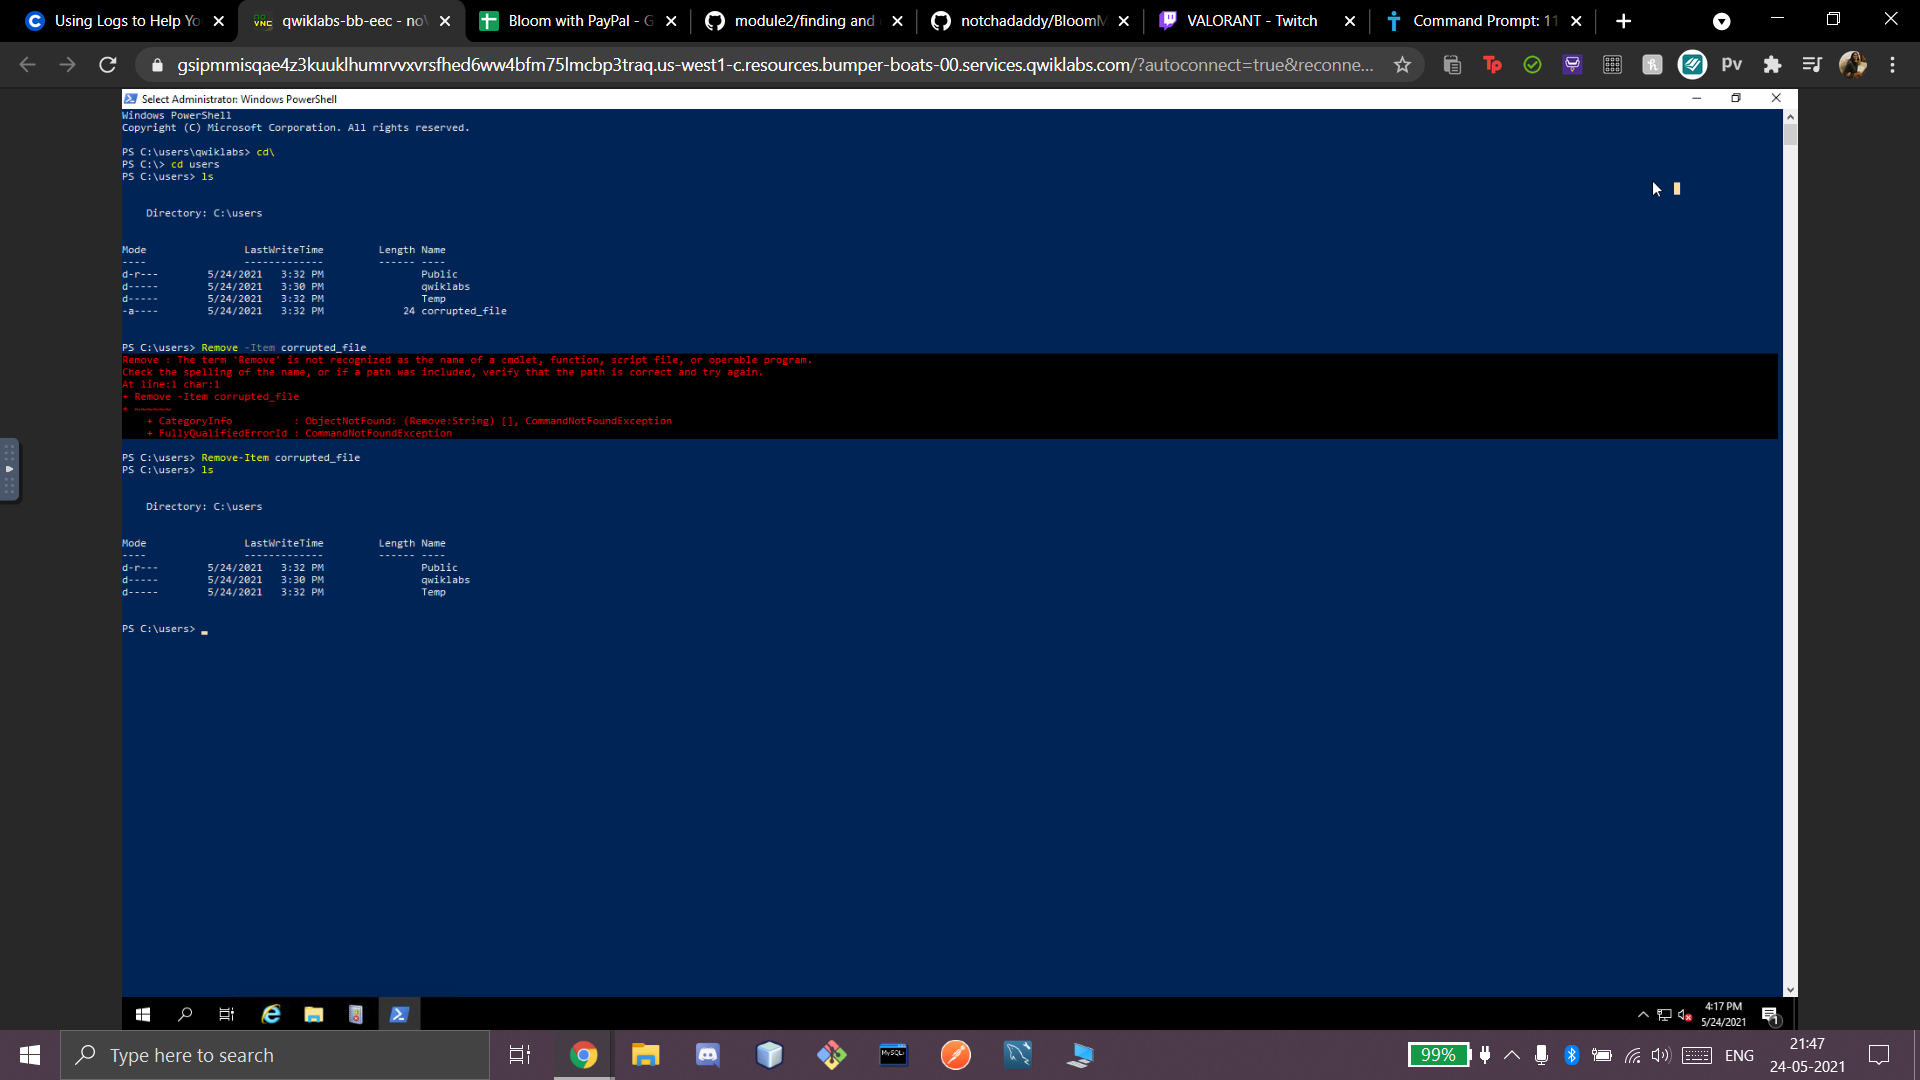 Using Logs to Help Yo
qwiklabs-bb-eec - noV
Bloom with PayPal - G
module2/finding and
notchadaddy/BloomM
VALORANT - Twitch
Command Prompt: 11
gsipmmisqae4z3kuuklhumrvvxvrsfhed6ww4bfm75lmcbp3traq.us-west1-c.resources.bumper-boats-00.services.qwiklabs.com/?autoconnect=true&reconne...
Select Administrator: Windows PowerShell
Windows PowerShell
Copyright (C) Microsoft Corporation. All rights reserved.
PS C:\users\qwiklabs> cd\
PS C:\> cd users
PS C:\users> ls
Directory: C:\users
Mode LastWriteTime Length Name
---- ------------- ------ ----
d-r--- 5/24/2021 3:32 PM Public
d----- 5/24/2021 3:30 PM qwiklabs
d----- 5/24/2021 3:32 PM Temp
-a---- 5/24/2021 3:32 PM 24 corrupted_file
PS C:\users> Remove -Item corrupted_file
Remove : The term 'Remove' is not recognized as the name of a cmdlet, function, script file, or operable program.
Check the spelling of the name, or if a path was included, verify that the path is correct and try again.
At line:1 char:1
+ Remove -Item corrupted_file
+ ~~~~~~
+ CategoryInfo : ObjectNotFound: (Remove:String) [], CommandNotFoundException
+ FullyQualifiedErrorId : CommandNotFoundException
PS C:\users> Remove-Item corrupted_file
PS C:\users> ls
Directory: C:\users
Mode LastWriteTime Length Name
---- ------------- ------ ----
d-r--- 5/24/2021 3:32 PM Public
d----- 5/24/2021 3:30 PM qwiklabs
d----- 5/24/2021 3:32 PM Temp
PS C:\users>
4:17 PM
5/24/2021
Type here to search
99%
ENG
21:47
24-05-2021